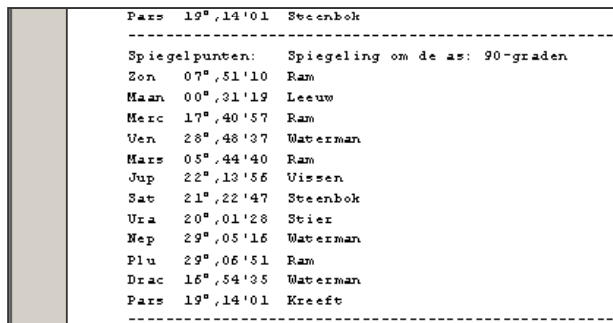 Pars 19°,14'01 Steenbok
--------------------------------------------------
Spiegelpunten: Spiegeling om de as: 90-graden
Zon 07°,51'10 Ram
Maan 00°,31'19 Leeuw
Merc 17°,40'57 Ram
Ven 28°,48'37 Waterman
Mars 05°,44'40 Ram
Jup 22°,13'56 Vissen
Sat 21°,22'47 Steenbok
Ura 20°,01'28 Stier
Nep 29°,05'16 Waterman
Plu 29°,06'51 Ram
Drac 16°,54'35 Waterman
Pars 19°,14'01 Kreeft
--------------------------------------------------